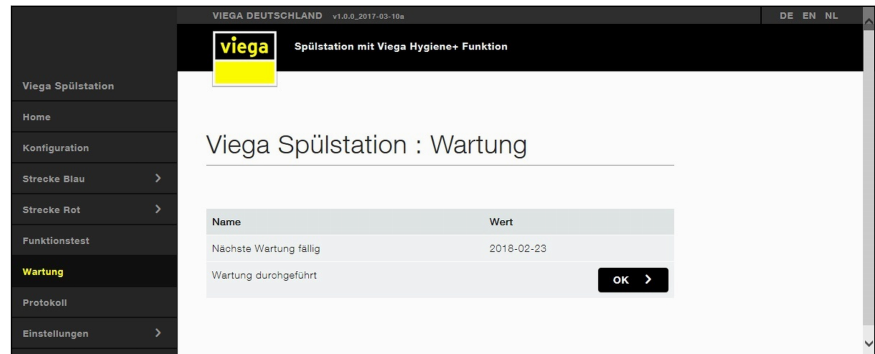 VIEGA DEUTSCHLAND v1.0.0_2017-03-10a
DE EN NL
viega
Spülstation mit Viega Hygiene+ Funktion
Viega Spülstation
Home
Konfiguration
Strecke Blau
Strecke Rot
Funktionstest
Wartung
Protokoll
Einstellungen
Viega Spülstation : Wartung
Name Wert
Nächste Wartung fällig 2018-02-23
Wartung durchgeführt
OK